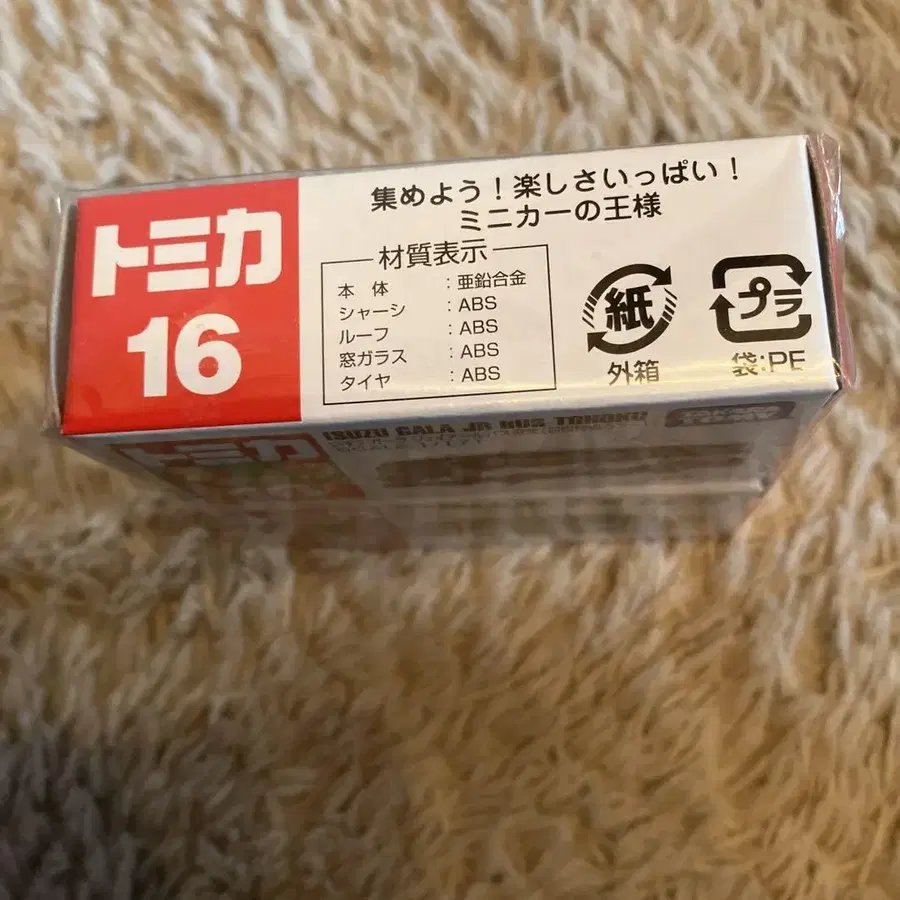 トミカ
16
集めよう！楽しさいっぱい！
ミニカーの王様
材質表示
本 体 ：亜鉛合金
シャーシ ：ABS
ルーフ ：ABS
窓ガラス ：ABS
タイヤ ：ABS
紙
外箱
プラ
袋:PE
トミカ
ISUZU GALA JR BUS TOHOKU